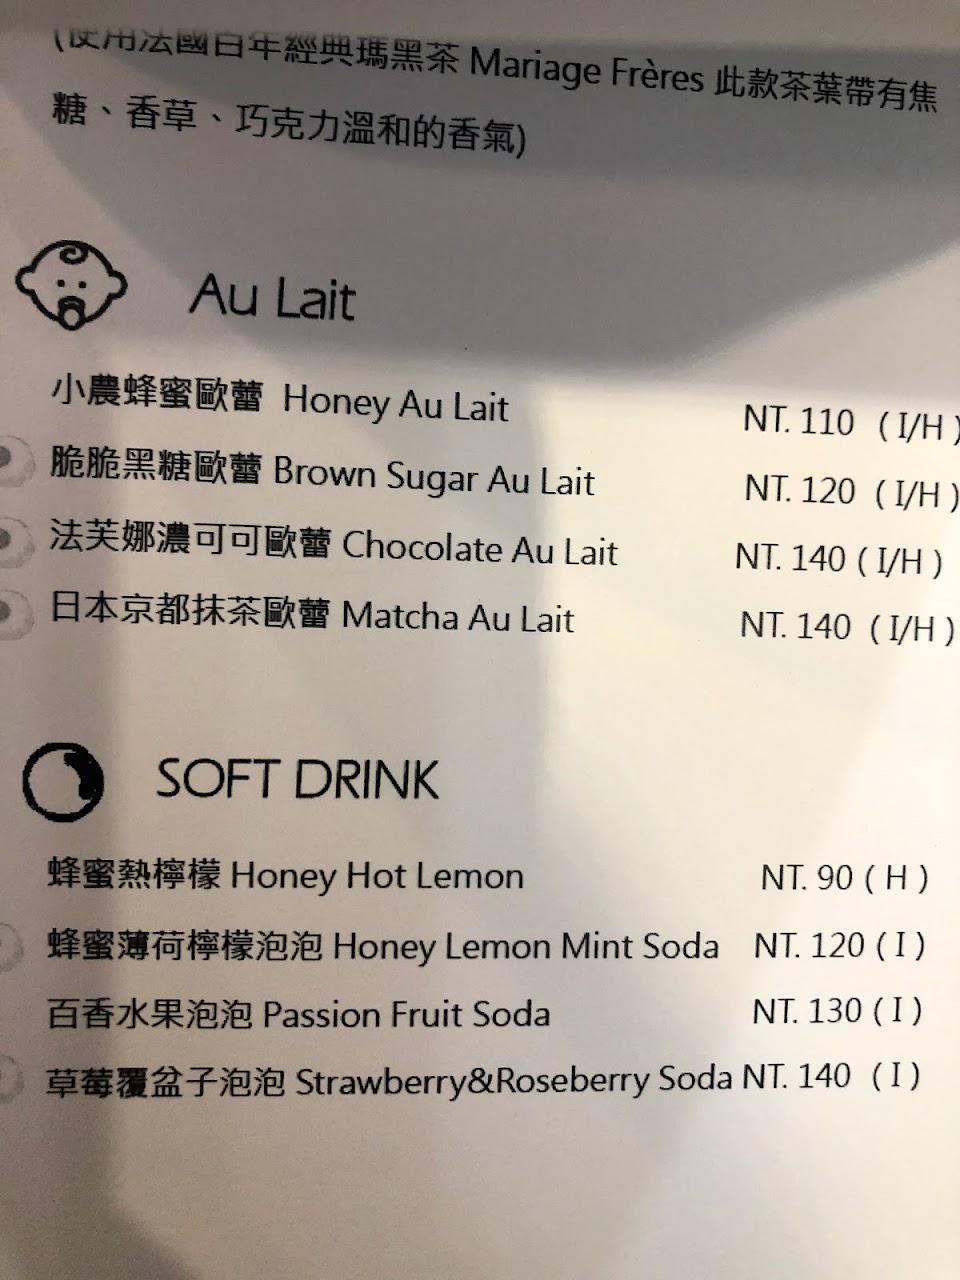 (使用法國百年經典瑪黑茶 Mariage Frères 此款茶葉帶有焦
糖、香草、巧克力溫和的香氣)
Au Lait
小農蜂蜜歐蕾 Honey Au Lait NT. 110 ( I/H )
脆脆黑糖歐蕾 Brown Sugar Au Lait NT. 120 ( I/H )
法芙娜濃可可歐蕾 Chocolate Au Lait NT. 140 ( I/H )
日本京都抹茶歐蕾 Matcha Au Lait NT. 140 ( I/H )
SOFT DRINK
蜂蜜熱檸檬 Honey Hot Lemon NT. 90 ( H )
蜂蜜薄荷檸檬泡泡 Honey Lemon Mint Soda NT. 120 ( I )
百香水果泡泡 Passion Fruit Soda NT. 130 ( I )
草莓覆盆子泡泡 Strawberry&Roseberry Soda NT. 140 ( I )